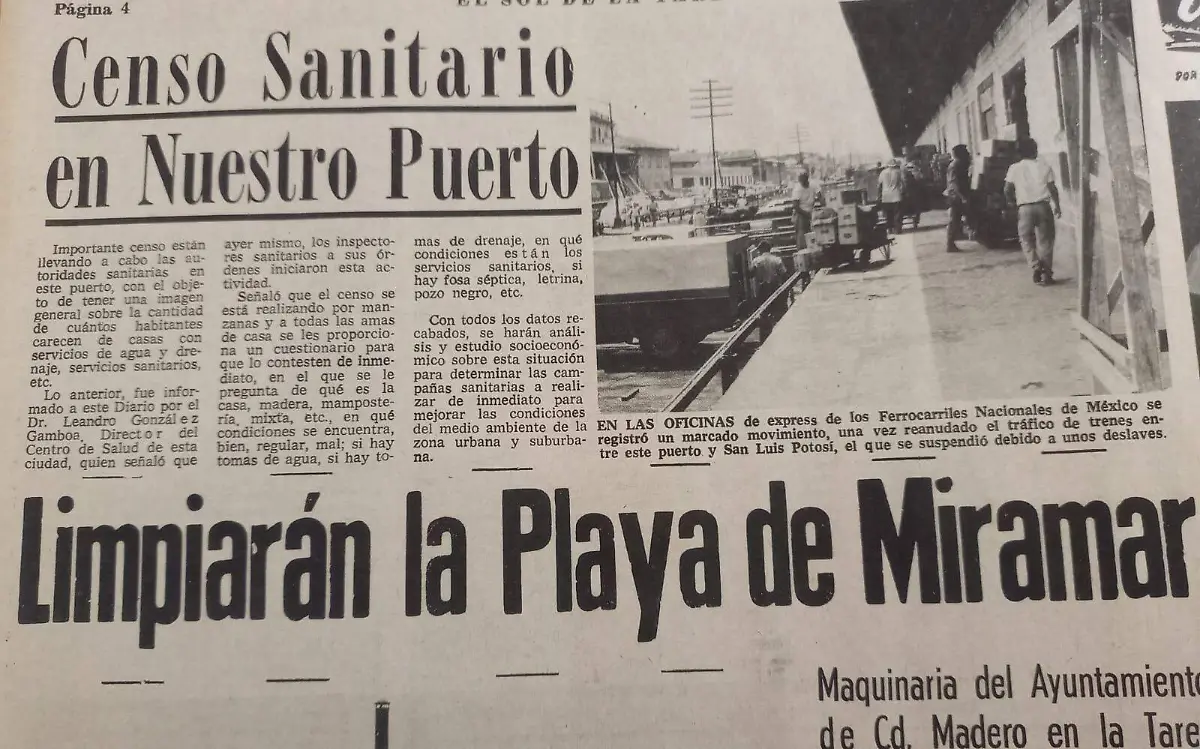 Página 4
EL SOL DE LA
Censo Sanitario
en Nuestro Puerto
Importante censo están
llevando a cabo las au-
toridades sanitarias en
este puerto, con el obje-
to de tener una imagen
general sobre la cantidad
de cuántos habitantes
carecen de casas con
servicios de agua y dre-
naje, servicios sanitarios,
etc.
Lo anterior, fue infor-
mado a este Diario por el
Dr. Leandro González
Gamboa, Director del
Centro de Salud de esta
ciudad, quien señaló que
ayer mismo, los inspecto-
res sanitarios a sus ór-
denes iniciaron esta ac-
tividad.
Señaló que el censo se
está realizando por man-
zanas y a todas las amas
de casa se les proporcio-
na un cuestionario para
que lo contesten de inme-
diato, en el que se le
pregunta de qué es la
casa, madera, mamposte-
ría, mixta, etc., en qué
condiciones se encuentra,
bien, regular, mal; si hay
tomas de agua, si hay to-
mas de drenaje, en qué
condiciones están los
servicios sanitarios, si
hay fosa séptica, letrina,
pozo negro, etc.
Con todos los datos re-
cabados, se harán análi-
sis y estudio socioeconó-
mico sobre esta situación
para determinar las cam-
pañas sanitarias a reali-
zar de inmediato para
mejorar las condiciones
del medio ambiente de la
zona urbana y suburba-
na.
EN LAS OFICINAS de express de los Ferrocarriles Nacionales de México se
registró un marcado movimiento, una vez reanudado el tráfico de trenes en-
tre este puerto y San Luis Potosí, el que se suspendió debido a unos deslaves.
POR
Limpiarán la Playa de Miramar
Maquinaria del Ayuntamiento
de Cd. Madero en la Tare